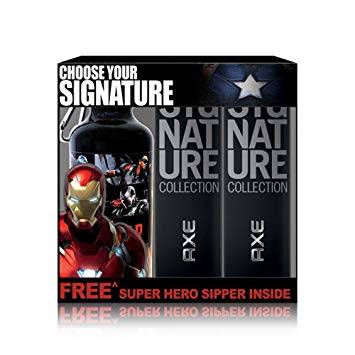 CHOOSE YOUR
SIGNATURE
SIG
NAT
URE
COLLECTION
AXE
SIG
NAT
URE
COLLECTION
AXE
FREE^ SUPER HERO SIPPER INSIDE